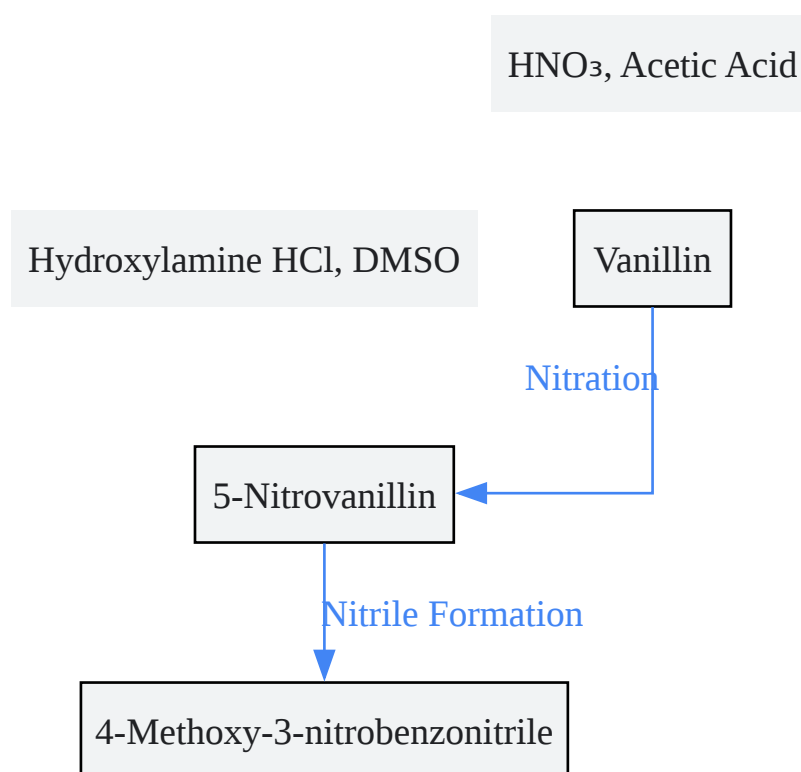 HNO₃, Acetic Acid
Hydroxylamine HCl, DMSO
Vanillin
Nitration
5-Nitrovanillin
Nitrile Formation
4-Methoxy-3-nitrobenzonitrile